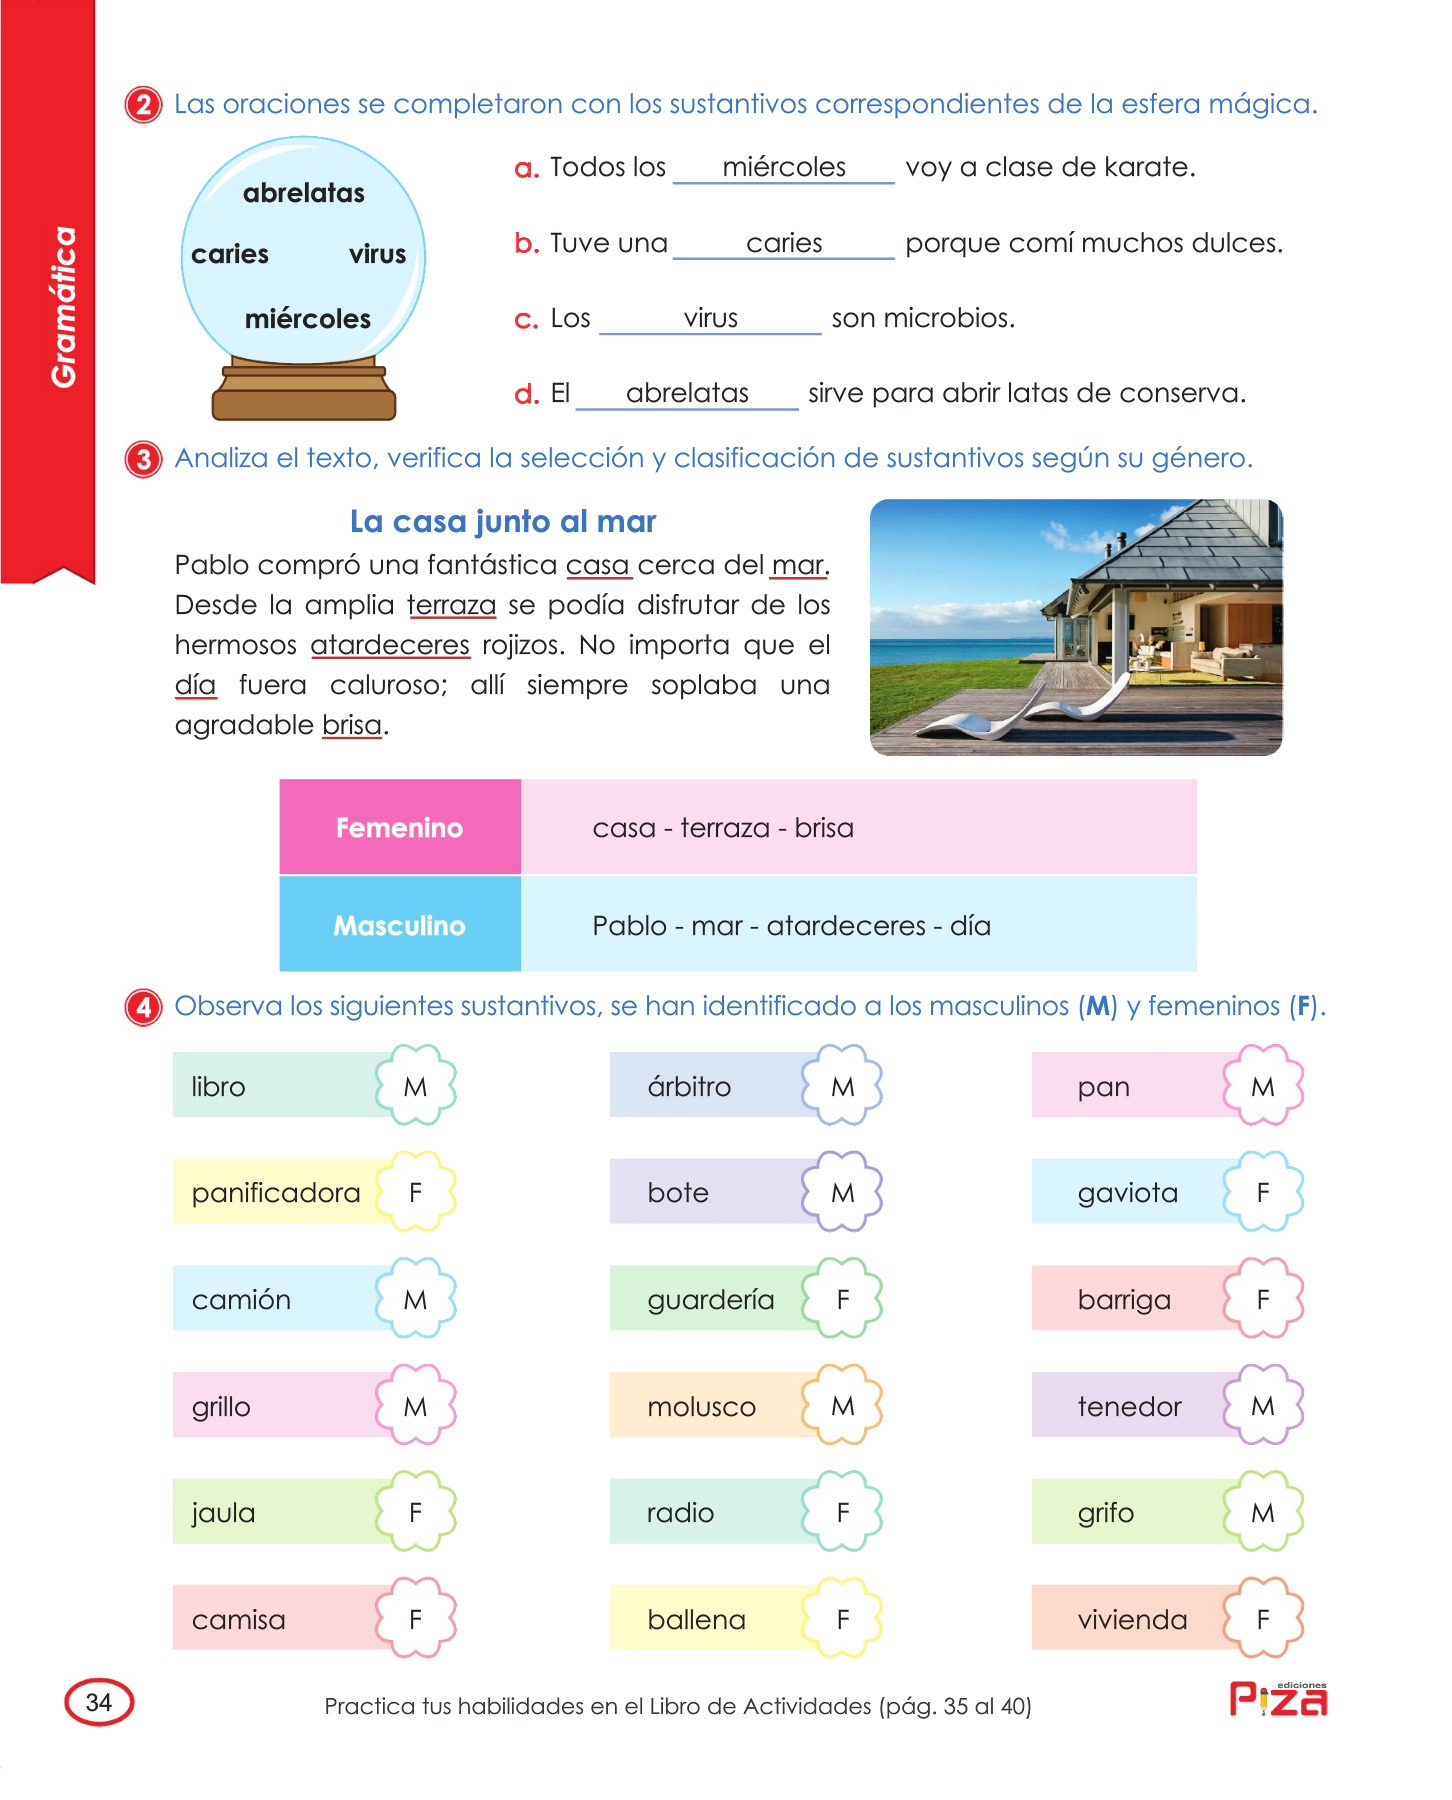 Gramática
2 Las oraciones se completaron con los sustantivos correspondientes de la esfera mágica.
abrelatas
caries virus
miércoles
a. Todos los miércoles voy a clase de karate.
b. Tuve una caries porque comí muchos dulces.
c. Los virus son microbios.
d. El abrelatas sirve para abrir latas de conserva.
3 Analiza el texto, verifica la selección y clasificación de sustantivos según su género.
La casa junto al mar
Pablo compró una fantástica casa cerca del mar.
Desde la amplia terraza se podía disfrutar de los
hermosos atardeceres rojizos. No importa que el
día fuera caluroso; allí siempre soplaba una
agradable brisa.
Femenino casa - terraza - brisa
Masculino Pablo - mar - atardeceres - día
4 Observa los siguientes sustantivos, se han identificado a los masculinos (M) y femeninos (F).
libro M árbitro M pan M
panificadora F bote M gaviota F
camión M guardería F barriga F
grillo M molusco M tenedor M
jaula F radio F grifo M
camisa F ballena F vivienda F
34
Practica tus habilidades en el Libro de Actividades (pág. 35 al 40)
ediciones
Piza